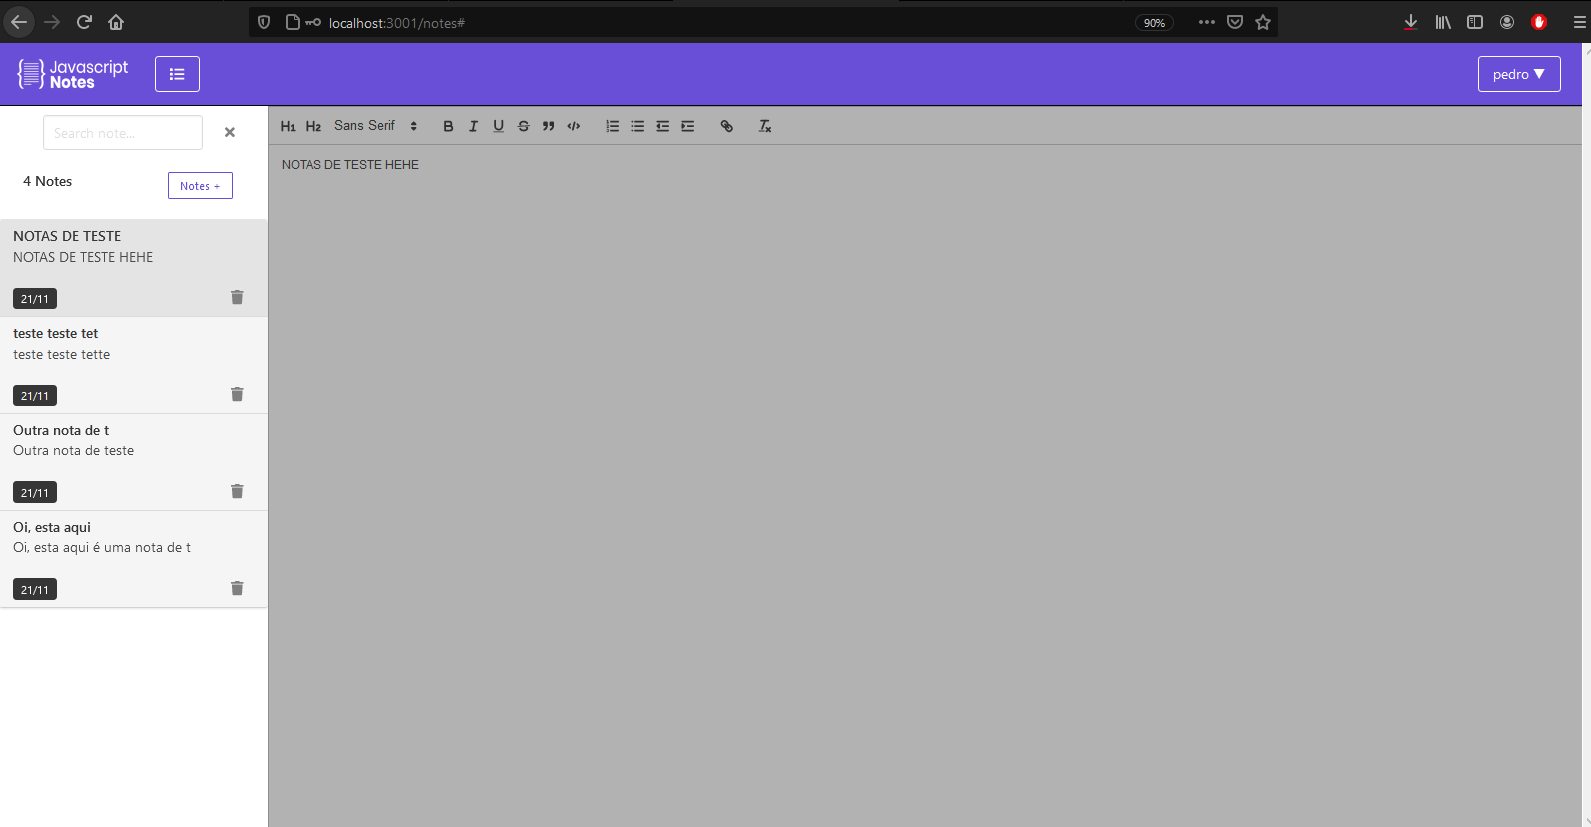 localhost:3001/notes#
90%
Javascript
Notes
pedro ▼
Search note...
4 Notes
Notes +
H1 H2 Sans Serif B I U S
NOTAS DE TESTE HEHE
NOTAS DE TESTE
NOTAS DE TESTE HEHE
21/11
teste teste tet
teste teste tette
21/11
Outra nota de t
Outra nota de teste
21/11
Oi, esta aqui
Oi, esta aqui é uma nota de t
21/11